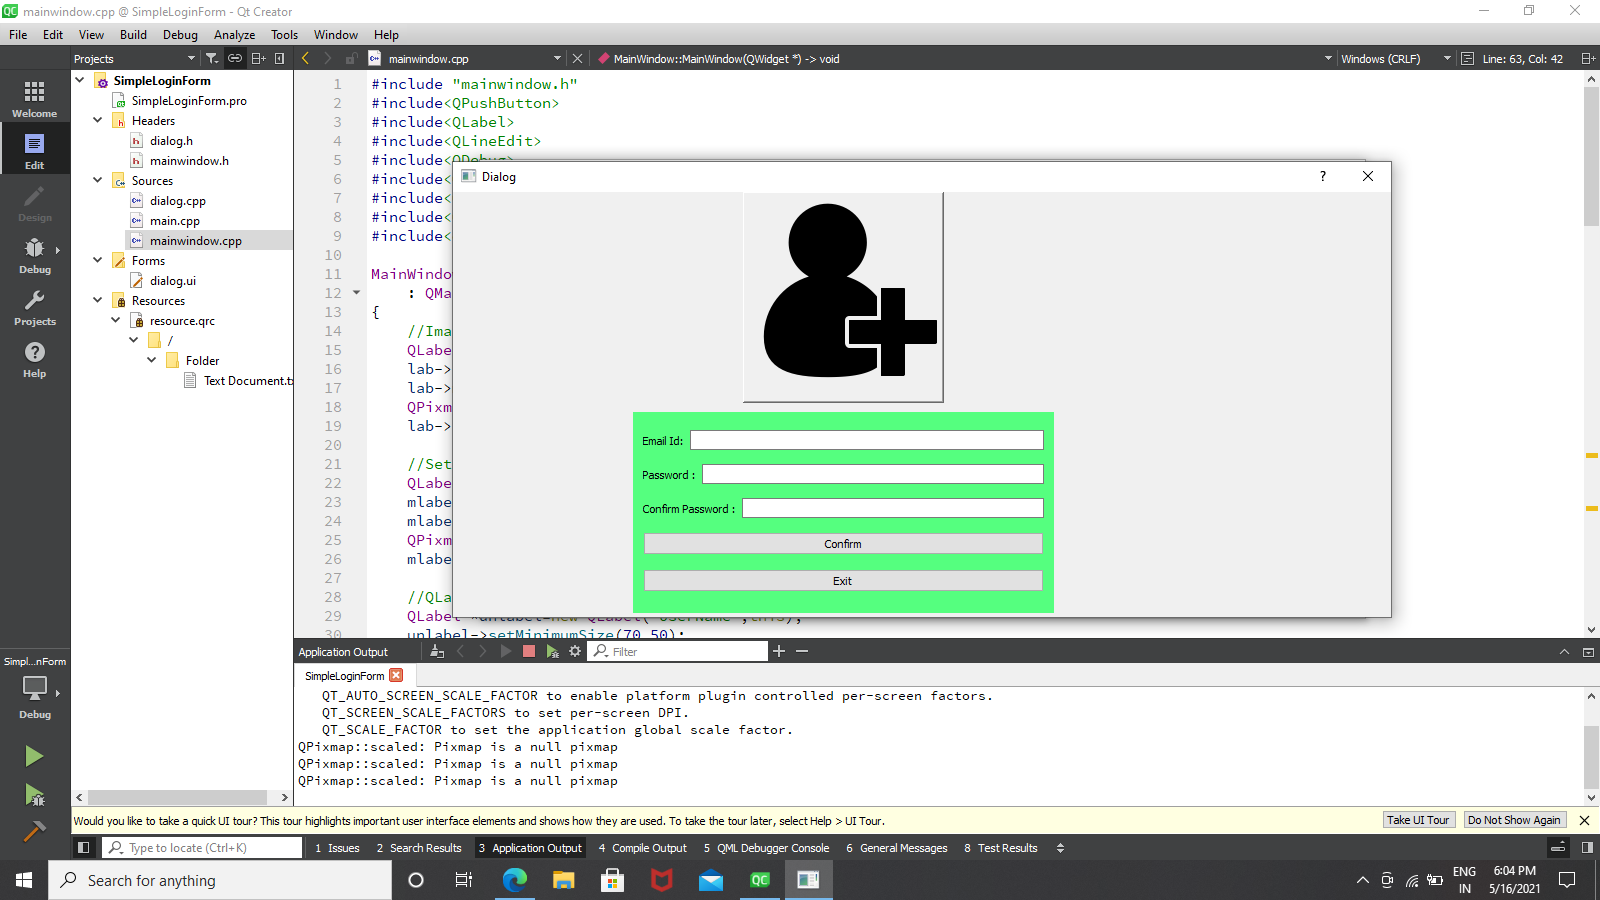 mainwindow.cpp @ SimpleLoginForm - Qt Creator
File Edit View Build Debug Analyze Tools Window Help
Projects mainwindow.cpp MainWindow::MainWindow(QWidget *) -> void Windows (CRLF) Line: 63, Col: 42
Welcome
Edit
Design
Debug
Projects
Help
Simpl...nForm
Debug
SimpleLoginForm
SimpleLoginForm.pro
Headers
dialog.h
mainwindow.h
Sources
dialog.cpp
main.cpp
mainwindow.cpp
Forms
dialog.ui
Resources
resource.qrc
/
Folder
Text Document.t
1 #include "mainwindow.h"
2 #include<QPushButton>
3 #include<QLabel>
4 #include<QLineEdit>
5 #include<QDebug>
6 #include<
7 #include<
8 #include<
9 #include<
10
11 MainWindo
12 : QMa
13 {
14 //Ima
15 QLabe
16 lab->
17 lab->
18 QPixm
19 lab->
20
21 //Set
22 QLabe
23 mlabe
24 mlabe
25 QPixm
26 mlabe
27
28 //QLa
29 QLabel *unlabel=new QLabel("UserName",this);
30 unlabel->setMinimumSize(70,50);
Dialog ?
Email Id:
Password :
Confirm Password :
Confirm
Exit
Application Output Filter
SimpleLoginForm
QT_AUTO_SCREEN_SCALE_FACTOR to enable platform plugin controlled per-screen factors.
QT_SCREEN_SCALE_FACTORS to set per-screen DPI.
QT_SCALE_FACTOR to set the application global scale factor.
QPixmap::scaled: Pixmap is a null pixmap
QPixmap::scaled: Pixmap is a null pixmap
QPixmap::scaled: Pixmap is a null pixmap
Would you like to take a quick UI tour? This tour highlights important user interface elements and shows how they are used. To take the tour later, select Help > UI Tour. Take UI Tour Do Not Show Again
Type to locate (Ctrl+K) 1 Issues 2 Search Results 3 Application Output 4 Compile Output 5 QML Debugger Console 6 General Messages 8 Test Results
Search for anything QC ENG 6:04 PM
IN 5/16/2021